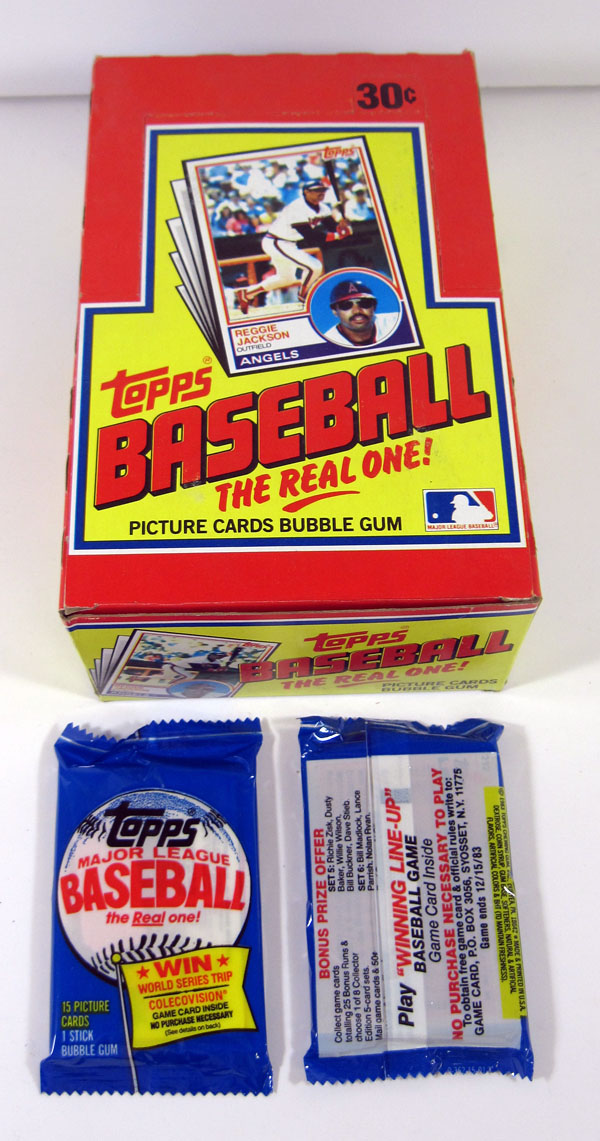 30¢
Topps
REGGIE
JACKSON
OUTFIELD
ANGELS
A
Topps®
BASEBALL
THE REAL ONE!
PICTURE CARDS BUBBLE GUM
MAJOR LEAGUE BASEBALL
Topps
BASEBALL
THE REAL ONE!
PICTURE CARDS
BUBBLE GUM
Topps
MAJOR LEAGUE
BASEBALL
the Real one!
★ WIN ★
WORLD SERIES TRIP
COLECOVISION
GAME CARD INSIDE
NO PURCHASE NECESSARY
(See details on back)
15 PICTURE
CARDS
1 STICK
BUBBLE GUM
BONUS PRIZE OFFER
Collect game cards
totalling 25 Bonus Runs &
choose 1 of 8 Collector
Edition 5-card sets.
Mail game cards & 50¢
SET 5: Richie Zisk, Dusty
Baker, Willie Wilson,
Bill Buckner, Dave Stieb.
SET 6: Bill Madlock, Lance
Parrish, Nolan Ryan,
Play "WINNING LINE-UP"
BASEBALL GAME
Game Card Inside
NO PURCHASE NECESSARY TO PLAY
To obtain free game card & official rules write to:
GAME CARD, P.O. BOX 3056, SYOSSET, N.Y. 11775
Game ends 12/15/83